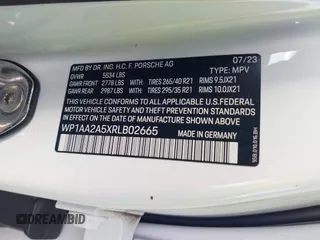 MFD BY DR. ING. H.C. F. PORSCHE AG 07/23
GVWR 5534 LBS TYPE: MPV
GAWR FRONT 2778 LBS WITH TIRES 265/40 R21 RIMS 9.5JX21
GAWR REAR 2987 LBS WITH TIRES 295/35 R21 RIMS 10.0JX21
THIS VEHICLE CONFORMS TO ALL APPLICABLE U.S.FEDERAL
MOTOR VEHICLE SAFETY AND THEFT PREVENTION STANDARDS
IN EFFECT ON THE DATE OF MANUFACTURE SHOWN ABOVE.
WP1AA2A5XRLB02665
MADE IN
GERMANY
DREAMBID